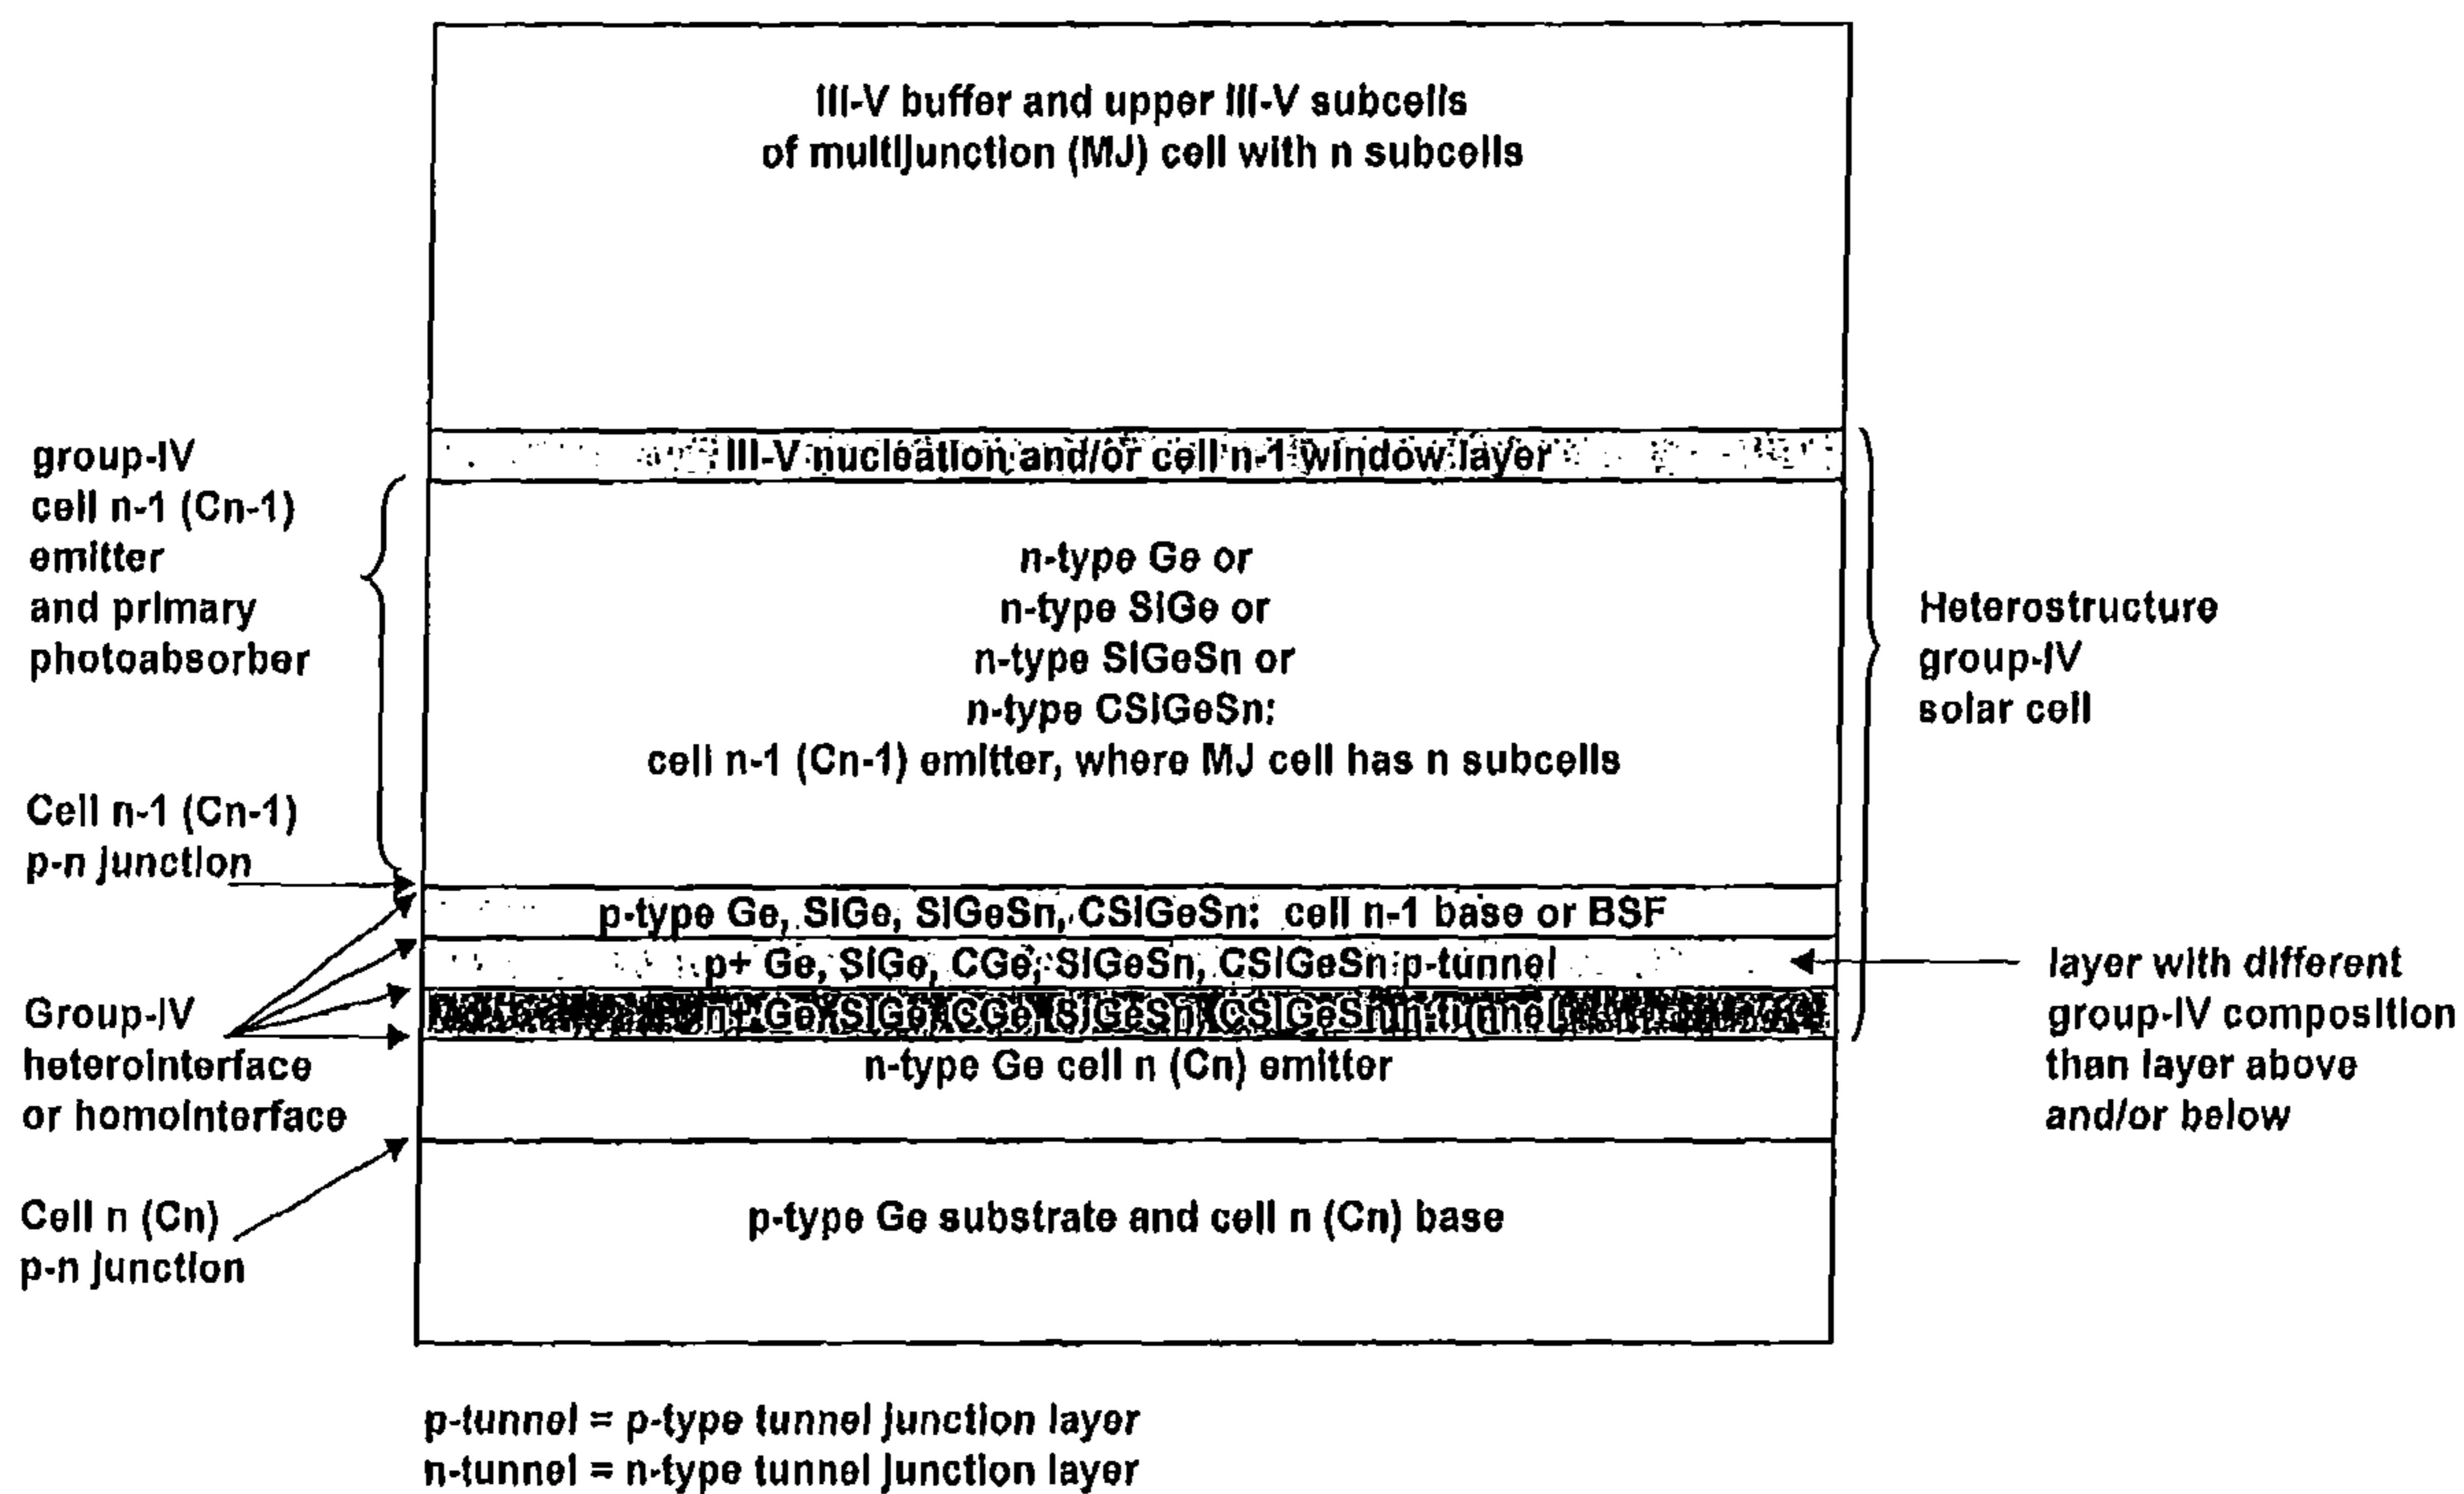 III-V buffer and upper III-V subcells
of multijunction (MJ) cell with n subcells
III-V nucleation and/or cell n-1 window layer
group-IV
cell n-1 (Cn-1)
emitter
and primary
photoabsorber
n-type Ge or
n-type SiGe or
n-type SiGeSn or
n-type CSiGeSn:
cell n-1 (Cn-1) emitter, where MJ cell has n subcells
Heterostructure
group-IV
solar cell
Cell n-1 (Cn-1)
p-n junction
p-type Ge, SiGe, SiGeSn, CSiGeSn: cell n-1 base or BSF
p+ Ge, SiGe, CGe, SiGeSn, CSiGeSn p-tunnel
n+ Ge, SiGe, CGe, SiGeSn, CSiGeSn n-tunnel
layer with different
group-IV composition
than layer above
and/or below
Group-IV
heterointerface
or homointerface
n-type Ge cell n (Cn) emitter
Cell n (Cn)
p-n junction
p-type Ge substrate and cell n (Cn) base
p-tunnel = p-type tunnel junction layer
n-tunnel = n-type tunnel junction layer